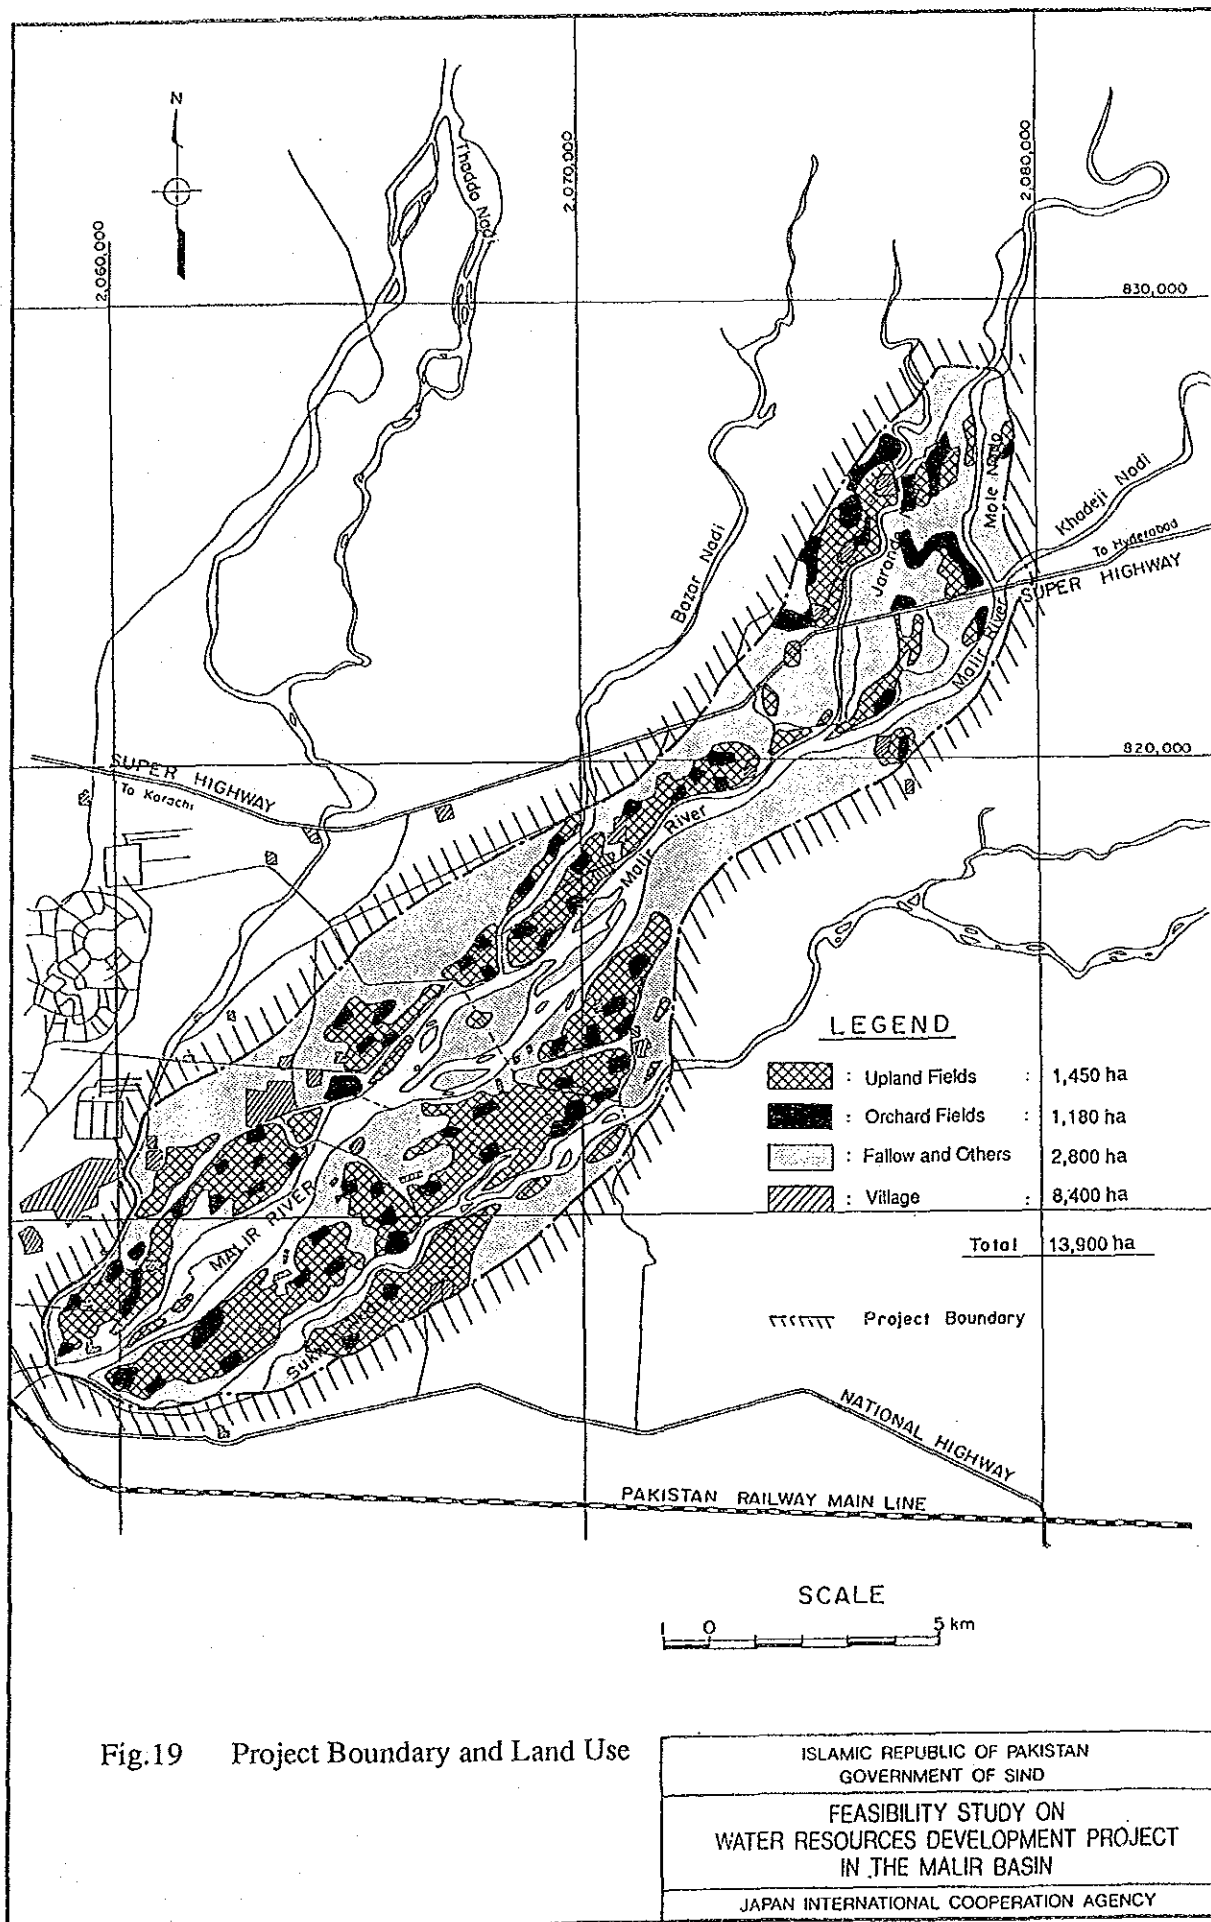 N
2,060,000
2,070,000
2,080,000
830,000
820,000
Thaddo Nadi
Bazar Nadi
Jarando
Mole Nado
Khadeji Nadi
To Hyderabad
SUPER HIGHWAY
Malir River
SUPER HIGHWAY
To Karachi
Malir River
MALIR RIVER
LEGEND
: Upland Fields : 1,450 ha
: Orchard Fields : 1,180 ha
: Fallow and Others 2,800 ha
: Village : 8,400 ha
Total 13,900 ha
Project Boundary
NATIONAL HIGHWAY
PAKISTAN RAILWAY MAIN LINE
SCALE
1 0 5 km
Fig.19 Project Boundary and Land Use
ISLAMIC REPUBLIC OF PAKISTAN
GOVERNMENT OF SIND
FEASIBILITY STUDY ON
WATER RESOURCES DEVELOPMENT PROJECT
IN THE MALIR BASIN
JAPAN INTERNATIONAL COOPERATION AGENCY